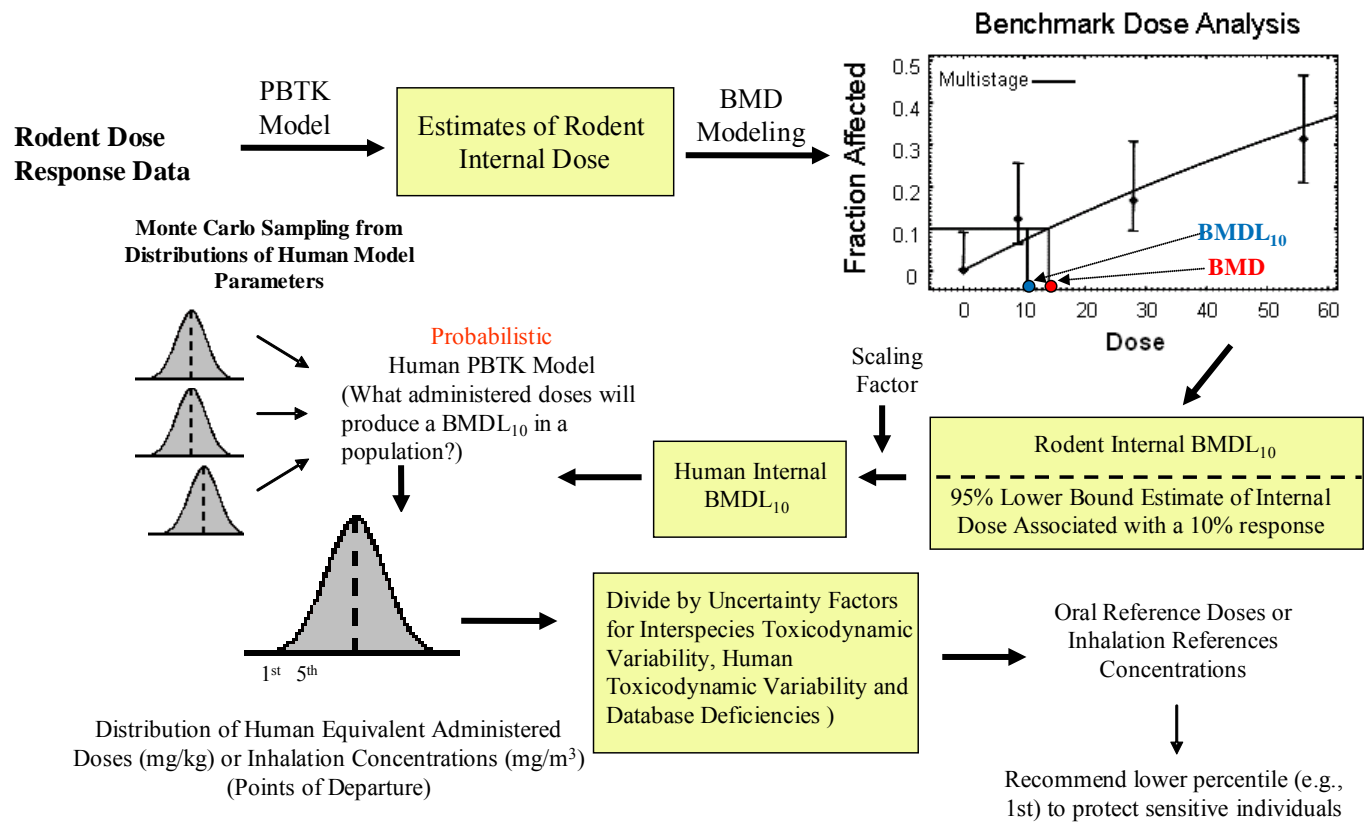 Benchmark Dose Analysis
Rodent Dose
Response Data
PBTK
Model
Estimates of Rodent
Internal Dose
BMD
Modeling
Fraction Affected
0.5
0.4
0.3
0.2
0.1
0
Multistage
BMDL10
BMD
0 10 20 30 40 50 60
Dose
Monte Carlo Sampling from
Distributions of Human Model
Parameters
Probabilistic
Human PBTK Model
(What administered doses will
produce a BMDL10 in a
population?)
Scaling
Factor
Human Internal
BMDL10
Rodent Internal BMDL10
95% Lower Bound Estimate of Internal
Dose Associated with a 10% response
1st 5th
Distribution of Human Equivalent Administered
Doses (mg/kg) or Inhalation Concentrations (mg/m3)
(Points of Departure)
Divide by Uncertainty Factors
for Interspecies Toxicodynamic
Variability, Human
Toxicodynamic Variability and
Database Deficiencies )
Oral Reference Doses or
Inhalation References
Concentrations
Recommend lower percentile (e.g.,
1st) to protect sensitive individuals